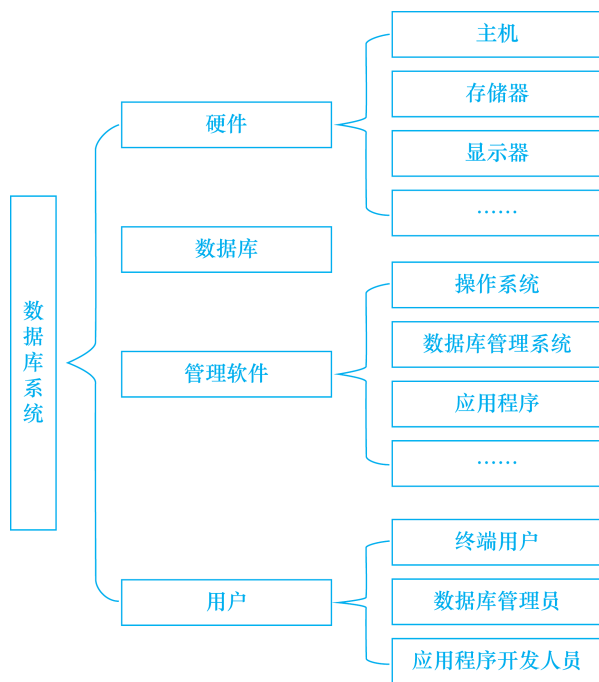 数据库系统
硬件
主机
存储器
显示器
……
数据库
管理软件
操作系统
数据库管理系统
应用程序
……
用户
终端用户
数据库管理员
应用程序开发人员